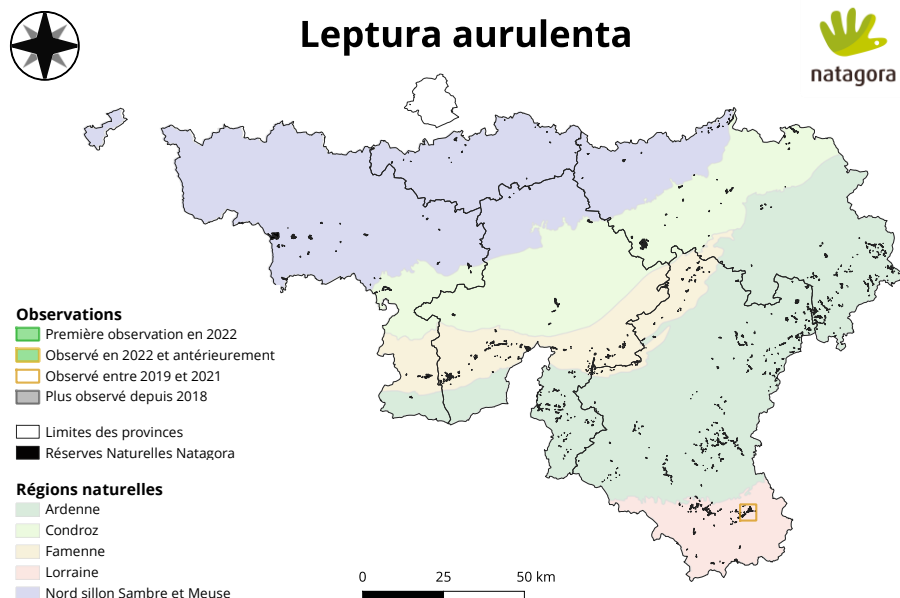 Leptura aurulenta
natagora
Observations
Première observation en 2022
Observé en 2022 et antérieurement
Observé entre 2019 et 2021
Plus observé depuis 2018
Limites des provinces
Réserves Naturelles Natagora
Régions naturelles
Ardenne
Condroz
Famenne
Lorraine
Nord sillon Sambre et Meuse
0 25 50 km